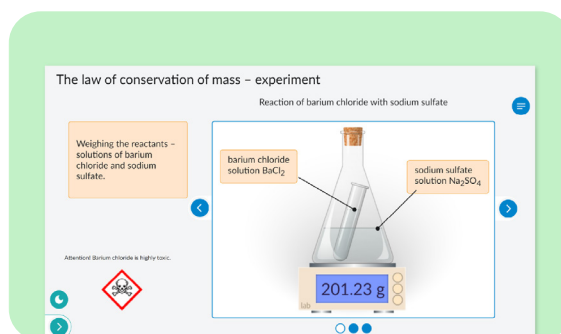 The law of conservation of mass – experiment
Reaction of barium chloride with sodium sulfate
Weighing the reactants –
solutions of barium
chloride and sodium
sulfate.
barium chloride
solution BaCl2
sodium sulfate
solution Na2SO4
Attention! Barium chloride is highly toxic.
201.23 g
lab